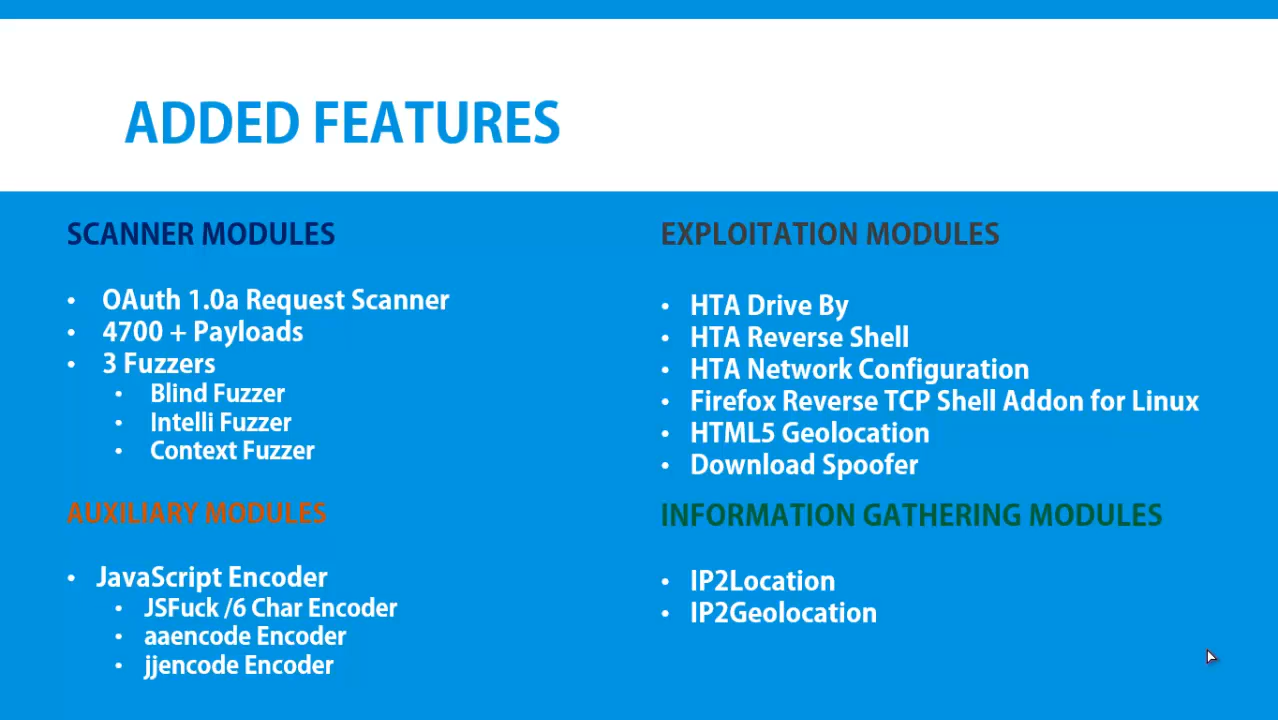 ADDED FEATURES
SCANNER MODULES
• OAuth 1.0a Request Scanner
• 4700 + Payloads
• 3 Fuzzers
• Blind Fuzzer
• Intelli Fuzzer
• Context Fuzzer
AUXILIARY MODULES
• JavaScript Encoder
• JSFuck /6 Char Encoder
• aaencode Encoder
• jjencode Encoder
EXPLOITATION MODULES
• HTA Drive By
• HTA Reverse Shell
• HTA Network Configuration
• Firefox Reverse TCP Shell Addon for Linux
• HTML5 Geolocation
• Download Spoofer
INFORMATION GATHERING MODULES
• IP2Location
• IP2Geolocation